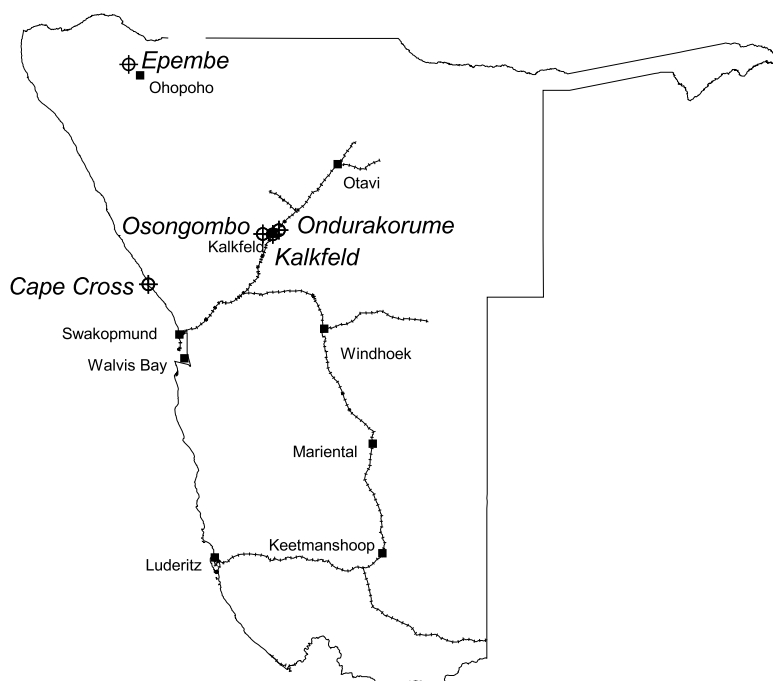 Epembe
Ohopoho
Otavi
Osongombo
Ondurakorume
Kalkfeld
Kalkfeld
Cape Cross
Swakopmund
Windhoek
Walvis Bay
Mariental
Keetmanshoop
Luderitz